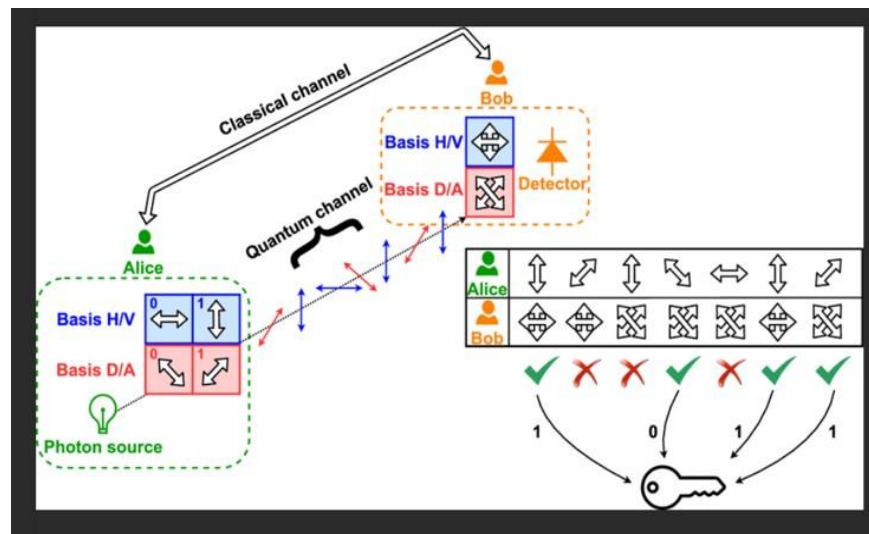 Classical channel
Bob
Basis H/V
Basis D/A
Detector
Quantum channel
Alice
Basis H/V
0 1
Basis D/A
0 1
Photon source
Alice
Bob
1 0 1 1